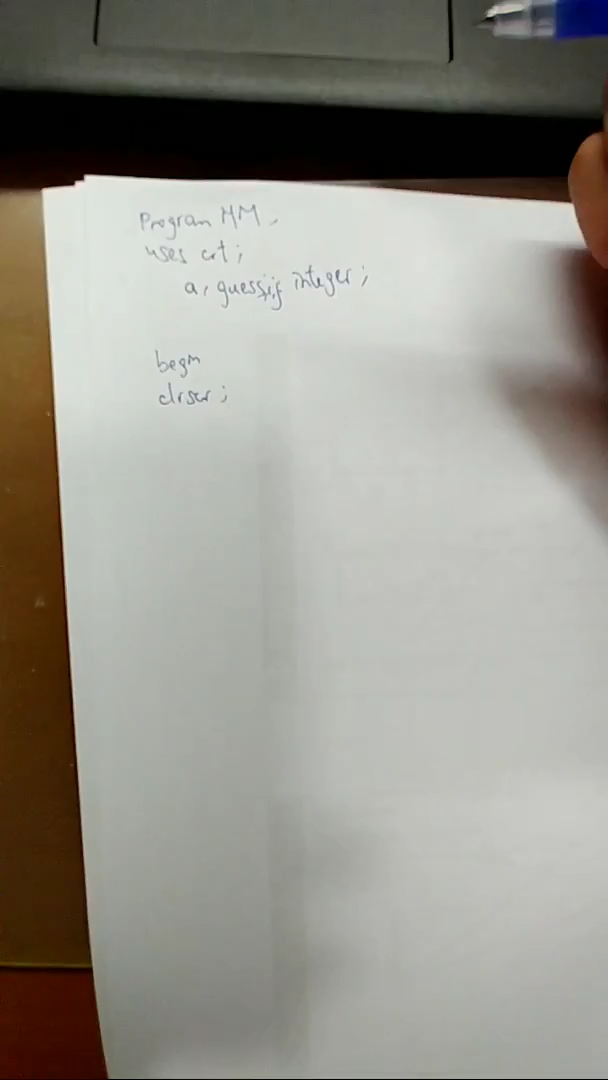 Program MM,
uses crt;
a, guess,i,j integer;
begin
clrscr;